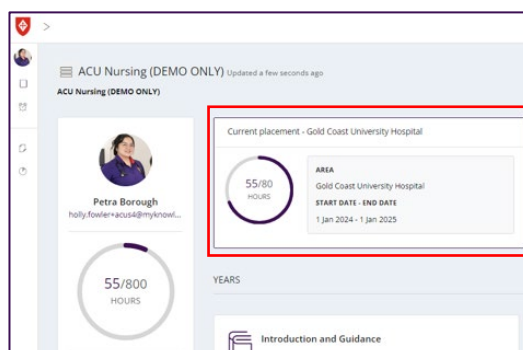 >
ACU Nursing (DEMO ONLY) Updated a few seconds ago
ACU Nursing (DEMO ONLY)
Petra Borough
holly.fowler+acus4@myknowl...
55/800
HOURS
Current placement - Gold Coast University Hospital
55/80
HOURS
AREA
Gold Coast University Hospital
START DATE - END DATE
1 Jan 2024 - 1 Jan 2025
YEARS
Introduction and Guidance